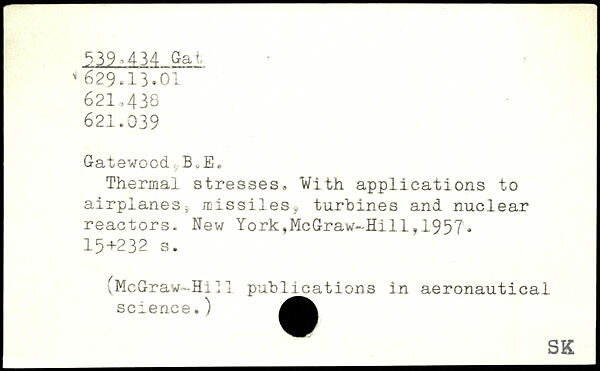 539.434 Gat
629.13.01
621.438
621.039
Gatewood,B.E.
Thermal stresses. With applications to
airplanes, missiles, turbines and nuclear
reactors. New York,McGraw-Hill,1957.
15+232 s.
(McGraw-Hill publications in aeronautical
science.)
SK